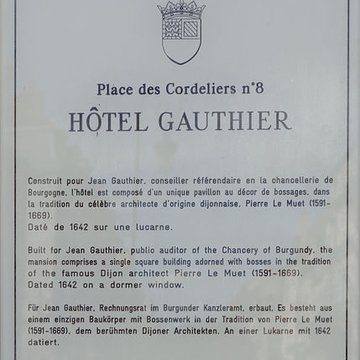 Place des Cordeliers n°8
HÔTEL GAUTHIER
Construit pour Jean Gauthier, conseiller référendaire en la chancellerie de
Bourgogne, l'hôtel est composé d'un unique pavillon au décor de bossages, dans
la tradition du célèbre architecte d'origine dijonnaise, Pierre Le Muet (1591-
1669).
Daté de 1642 sur une lucarne.
Built for Jean Gauthier, public auditor of the Chancery of Burgundy, the
mansion comprises a single square building adorned with bosses in the tradition
of the famous Dijon architect Pierre Le Muet (1591-1669).
Dated 1642 on a dormer window.
Für Jean Gauthier, Rechnungsrat im Burgunder Kanzleramt, erbaut. Es besteht aus
einem einzigen Baukörper mit Bossenwerk in der Tradition von Pierre Le Muet
(1591-1669), dem berühmten Dijoner Architekten. An einer Lukarne mit 1642
datiert.